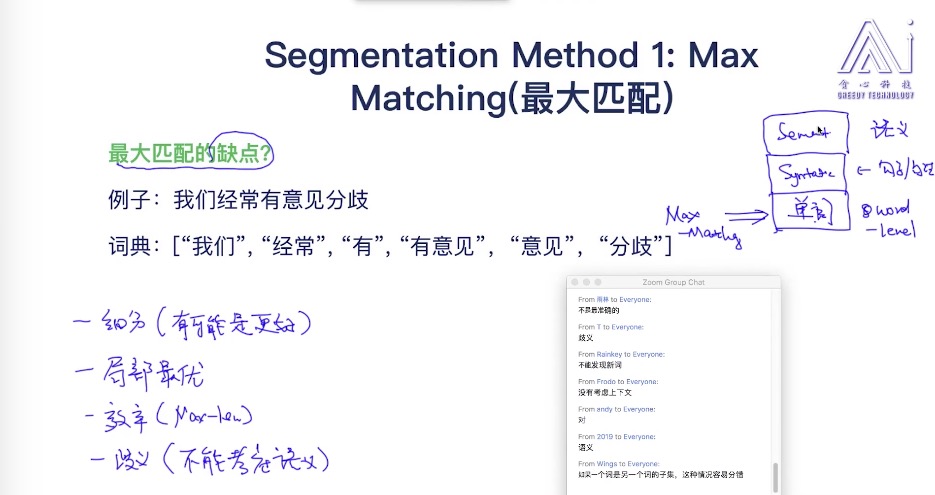 Segmentation Method 1: Max
Matching(最大匹配)
贪心科技
GREEDY TECHNOLOGY
最大匹配的缺点?
例子：我们经常有意见分歧
词典：[“我们”,“经常”,“有”,“有意见”, “意见”, “分歧”]
语义
Syntatic
单词
word
-level
Max
-Matching
- 细分 (有可能是更好)
- 局部最优
- 效率 (Max-len)
- 歧义 (不能考虑语义)
Zoom Group Chat
From 雨林 to Everyone:
不是最准确的
From T to Everyone:
歧义
From Rainkey to Everyone:
不能发现新词
From Frodo to Everyone:
没有考虑上下文
From andy to Everyone:
对
From 2019 to Everyone:
语义
From Wings to Everyone:
如果一个词是另一个词的子集，这种情况容易分错